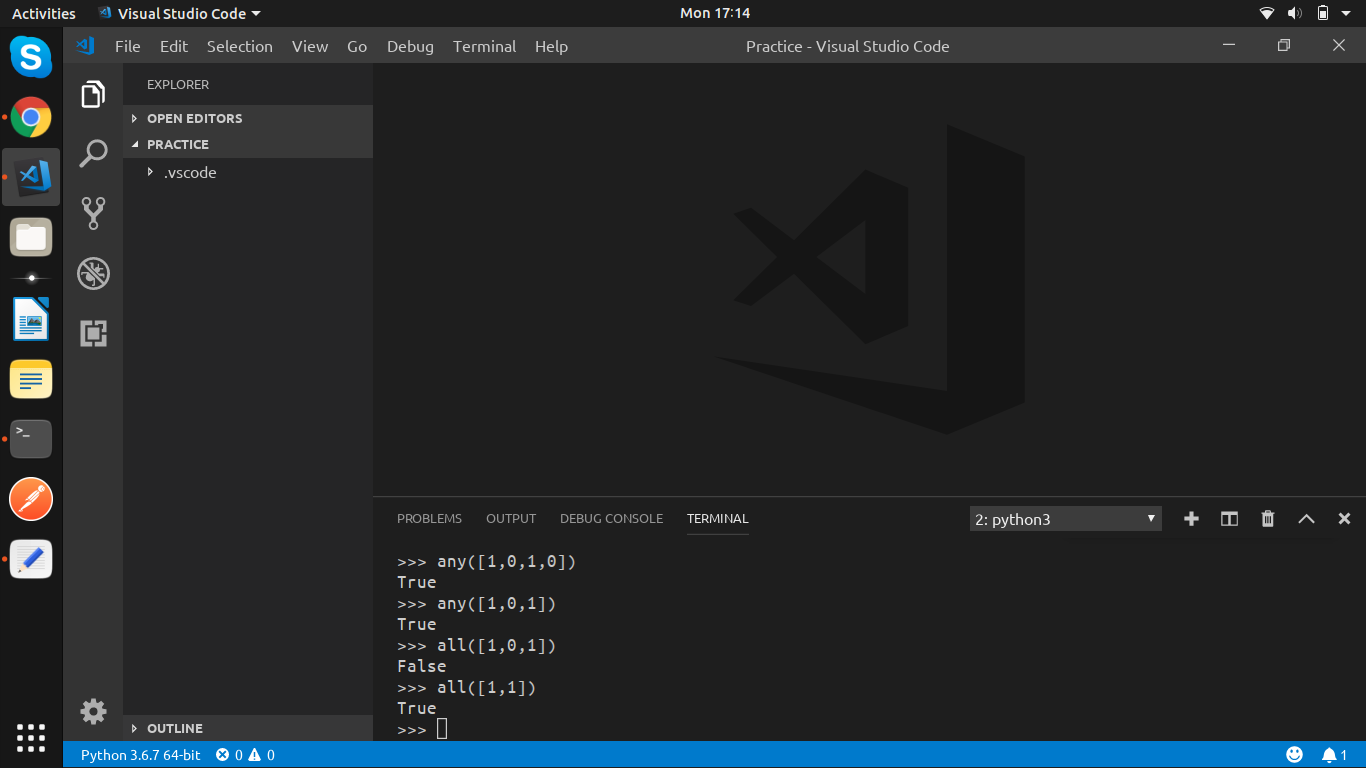 Activities Visual Studio Code Mon 17:14
File Edit Selection View Go Debug Terminal Help Practice - Visual Studio Code
EXPLORER
OPEN EDITORS
PRACTICE
.vscode
OUTLINE
PROBLEMS OUTPUT DEBUG CONSOLE TERMINAL 2: python3
>>> any([1,0,1,0])
True
>>> any([1,0,1])
True
>>> all([1,0,1])
False
>>> all([1,1])
True
>>>
Python 3.6.7 64-bit 0 0 1